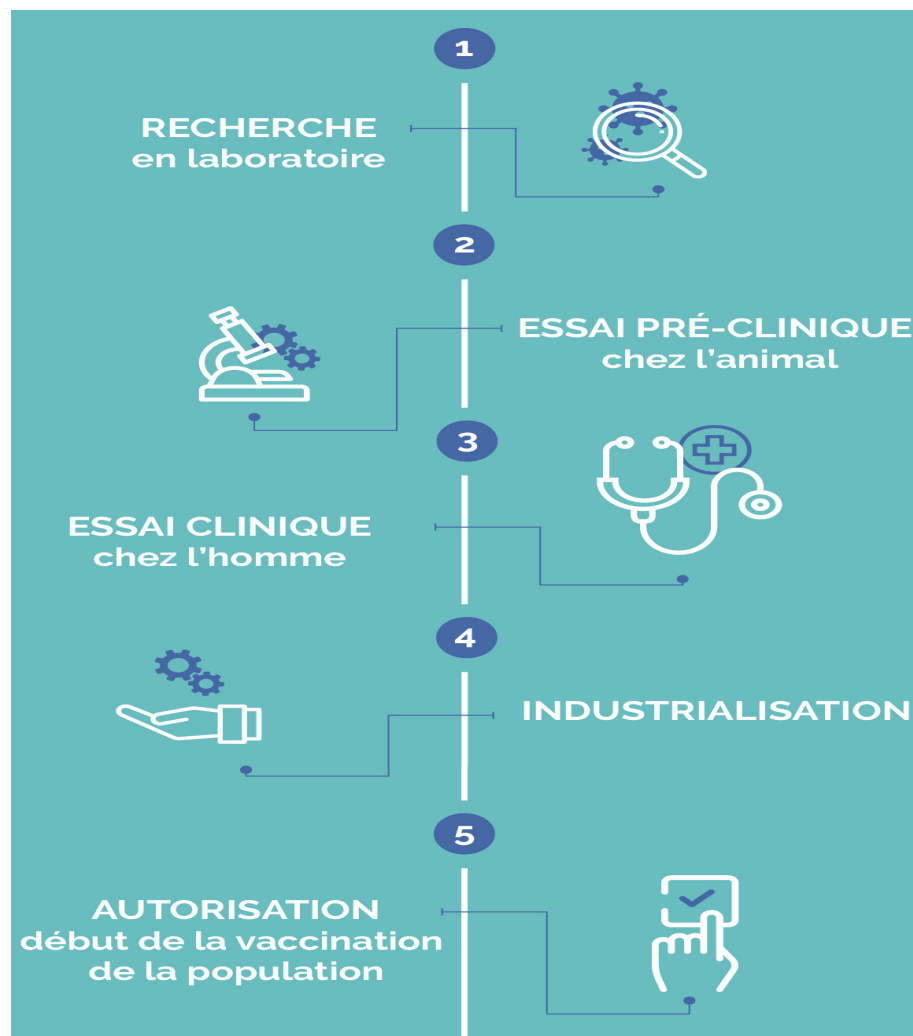 1
RECHERCHE
en laboratoire
2
ESSAI PRÉ-CLINIQUE
chez l'animal
3
ESSAI CLINIQUE
chez l'homme
4
INDUSTRIALISATION
5
AUTORISATION
début de la vaccination
de la population